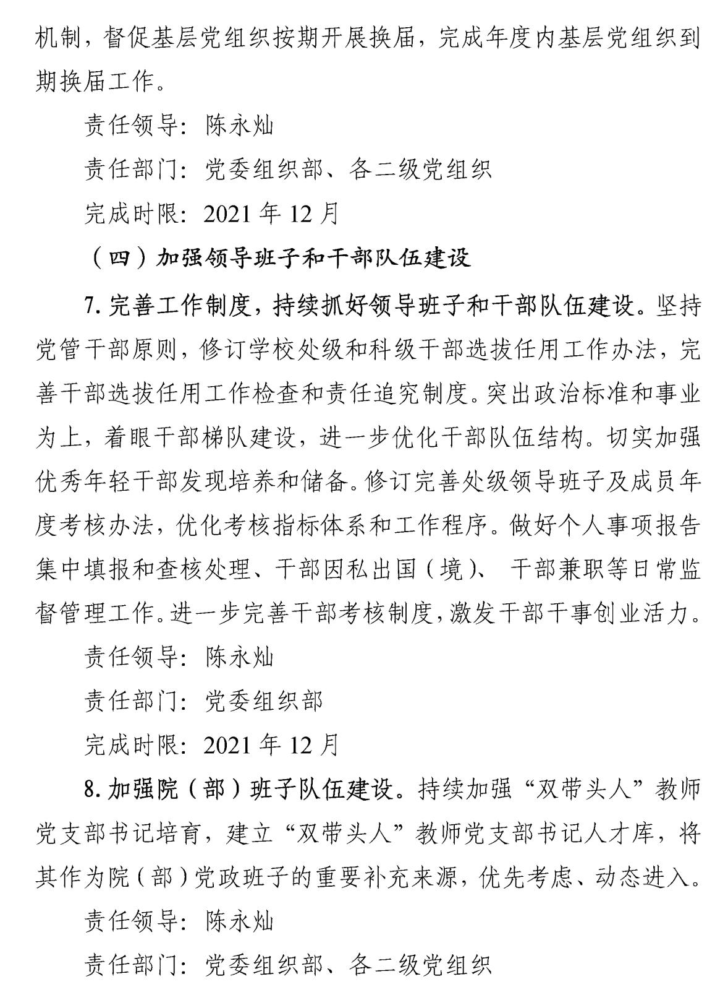 机制，督促基层党组织按期开展换届，完成年度内基层党组织到
期换届工作。
责任领导：陈永灿
责任部门：党委组织部、各二级党组织
完成时限：2021 年 12 月
（四）加强领导班子和干部队伍建设
7. 完善工作制度，持续抓好领导班子和干部队伍建设。坚持
党管干部原则，修订学校处级和科级干部选拔任用工作办法，完
善干部选拔任用工作检查和责任追究制度。突出政治标准和事业
为上，着眼干部梯队建设，进一步优化干部队伍结构。切实加强
优秀年轻干部发现培养和储备。修订完善处级领导班子及成员年
度考核办法，优化考核指标体系和工作程序。做好个人事项报告
集中填报和查核处理、干部因私出国（境）、 干部兼职等日常监
督管理工作。进一步完善干部考核制度，激发干部干事创业活力。
责任领导：陈永灿
责任部门：党委组织部
完成时限：2021 年 12 月
8. 加强院（部）班子队伍建设。持续加强“双带头人”教师
党支部书记培育，建立“双带头人”教师党支部书记人才库，将
其作为院（部）党政班子的重要补充来源，优先考虑、动态进入。
责任领导：陈永灿
责任部门：党委组织部、各二级党组织